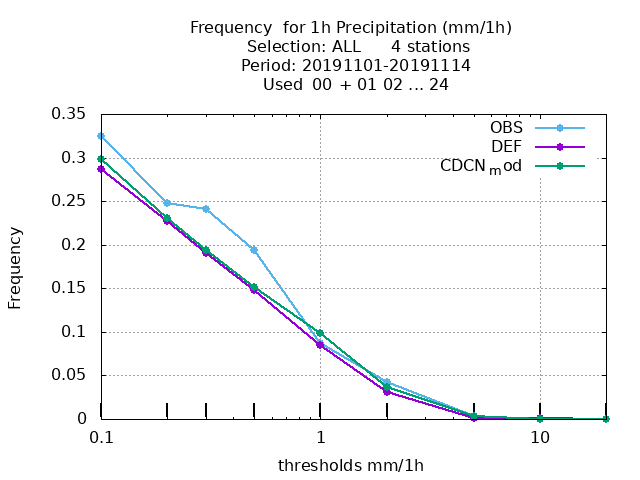 Frequency  for 1h Precipitation (mm/1h)
Selection: ALL      4 stations
Period: 20191101-20191114
Used  00  + 01 02 ... 24
0.35
0.3
0.25
0.2
0.15
0.1
0.05
0
Frequency
OBS
DEF
CDCNmod
0.1
1
10
thresholds mm/1h